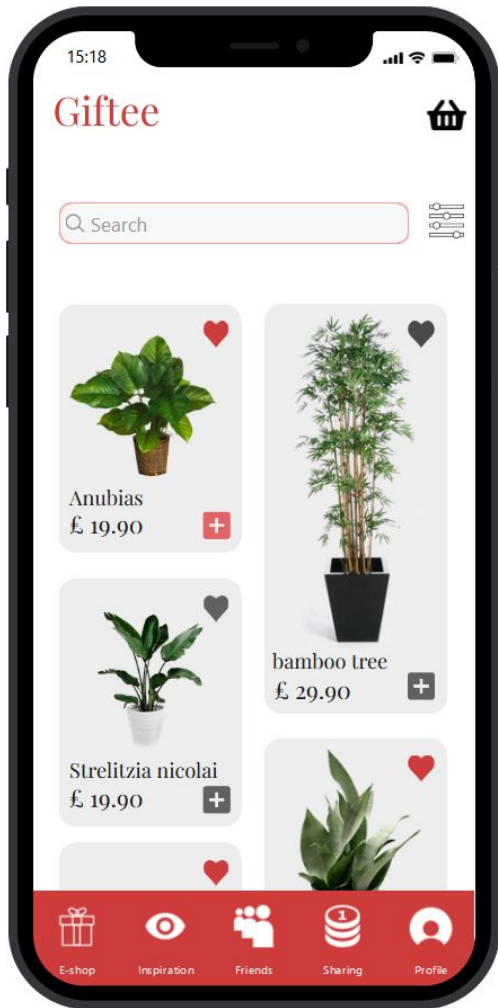 15:18
Giftee
Search
Anubias
£ 19.90
bamboo tree
£ 29.90
Strelitzia nicolai
£ 19.90
1
E-shop
Inspiration
Friends
Sharing
Profile